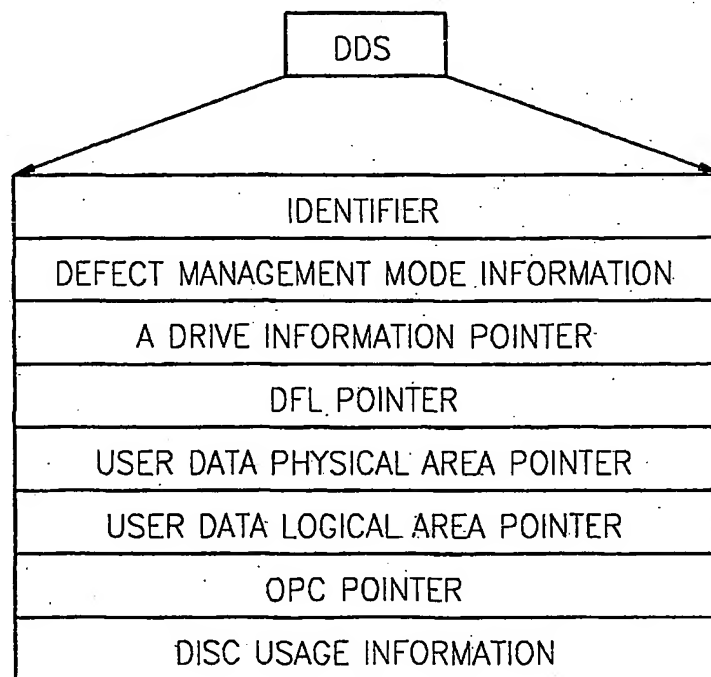 DDS
IDENTIFIER
DEFECT MANAGEMENT MODE INFORMATION
A DRIVE INFORMATION POINTER
DFL POINTER
USER DATA PHYSICAL AREA POINTER
USER DATA LOGICAL AREA POINTER
OPC POINTER
DISC USAGE INFORMATION